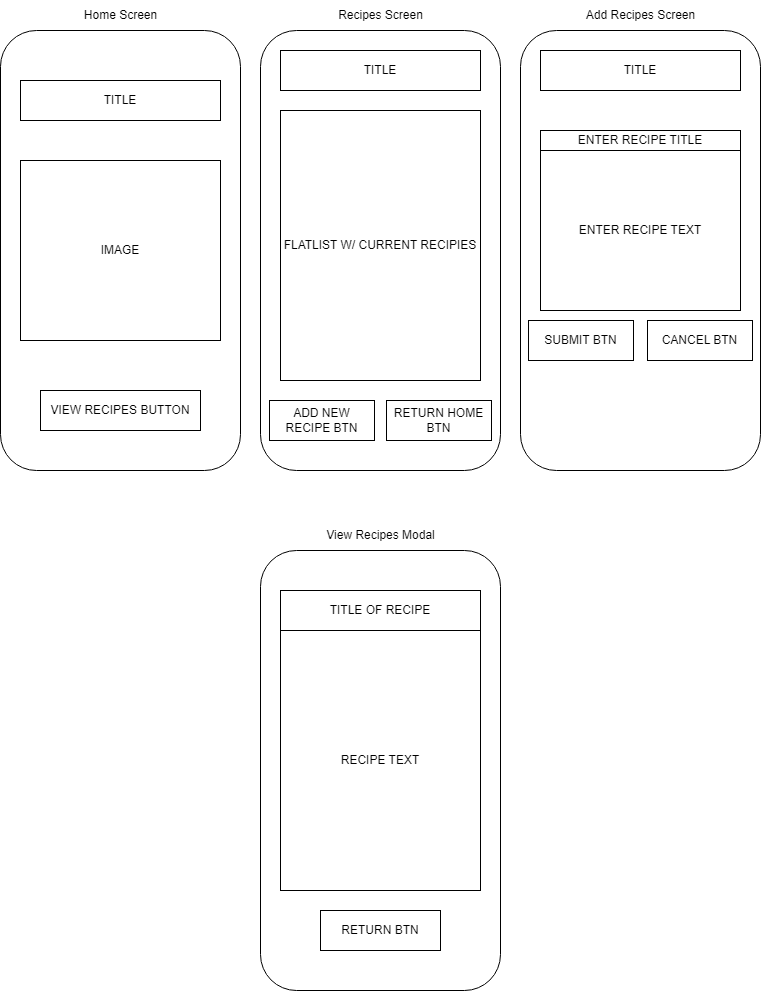 Home Screen
TITLE
IMAGE
VIEW RECIPES BUTTON
Recipes Screen
TITLE
FLATLIST W/ CURRENT RECIPIES
ADD NEW
RECIPE BTN
RETURN HOME
BTN
Add Recipes Screen
TITLE
ENTER RECIPE TITLE
ENTER RECIPE TEXT
SUBMIT BTN
CANCEL BTN
View Recipes Modal
TITLE OF RECIPE
RECIPE TEXT
RETURN BTN